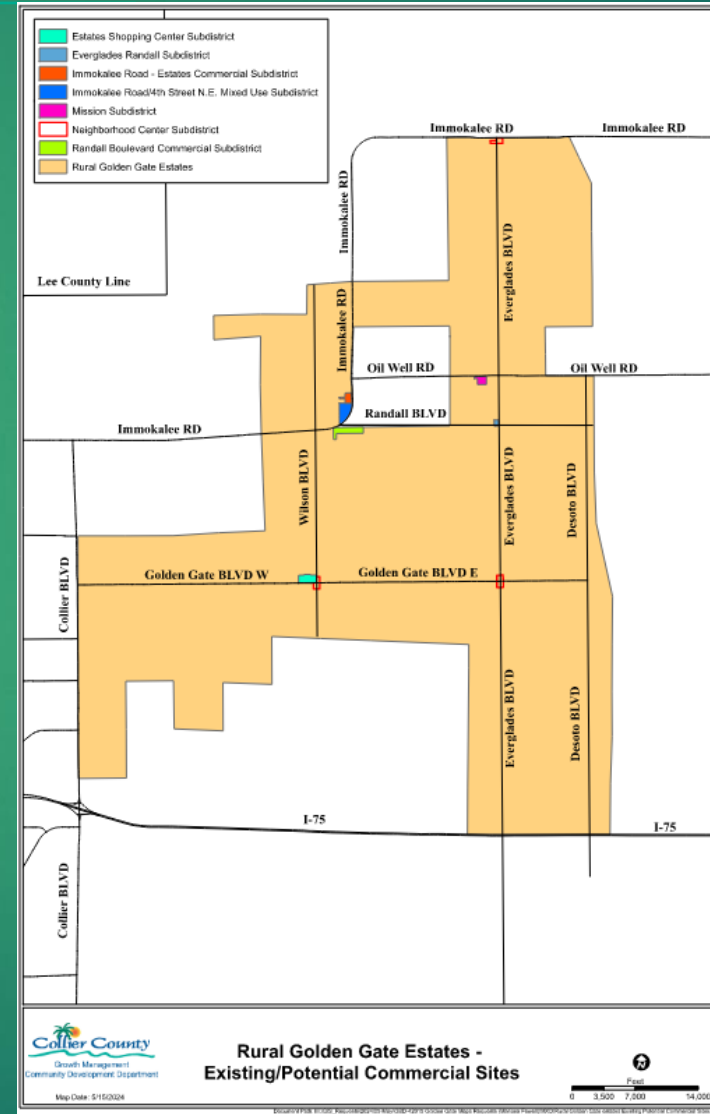 Estates Shopping Center Subdistrict
Everglades Randall Subdistrict
Immokalee Road - Estates Commercial Subdistrict
Immokalee Road/4th Street N.E. Mixed Use Subdistrict
Mission Subdistrict
Neighborhood Center Subdistrict
Randall Boulevard Commercial Subdistrict
Rural Golden Gate Estates
Immokalee RD
Immokalee RD
Immokalee RD
Everglades BLVD
Lee County Line
Immokalee RD
Oil Well RD
Oil Well RD
Randall BLVD
Immokalee RD
Wilson BLVD
Everglades BLVD
Desoto BLVD
Collier BLVD
Golden Gate BLVD W
Golden Gate BLVD E
Everglades BLVD
Desoto BLVD
I-75
I-75
Collier BLVD
Collier County
Growth Management
Community Development Department
Map Date: 5/15/2024
Rural Golden Gate Estates -
Existing/Potential Commercial Sites
Feet
0 3,500 7,000 14,000